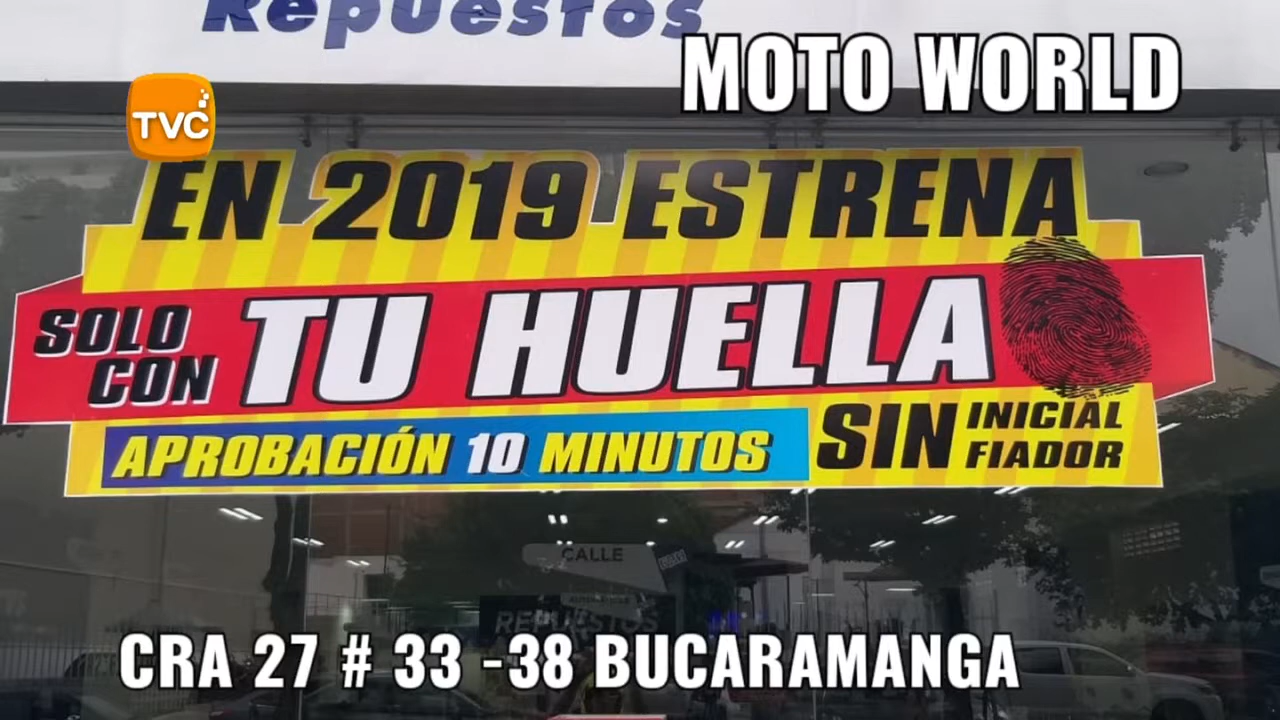 Repuestos
MOTO WORLD
TVC
EN 2019 ESTRENA
SOLO
CON
TU HUELLA
APROBACIÓN 10 MINUTOS
SIN
INICIAL
FIADOR
CALLE
REPUESTOS
CRA 27 # 33 -38 BUCARAMANGA